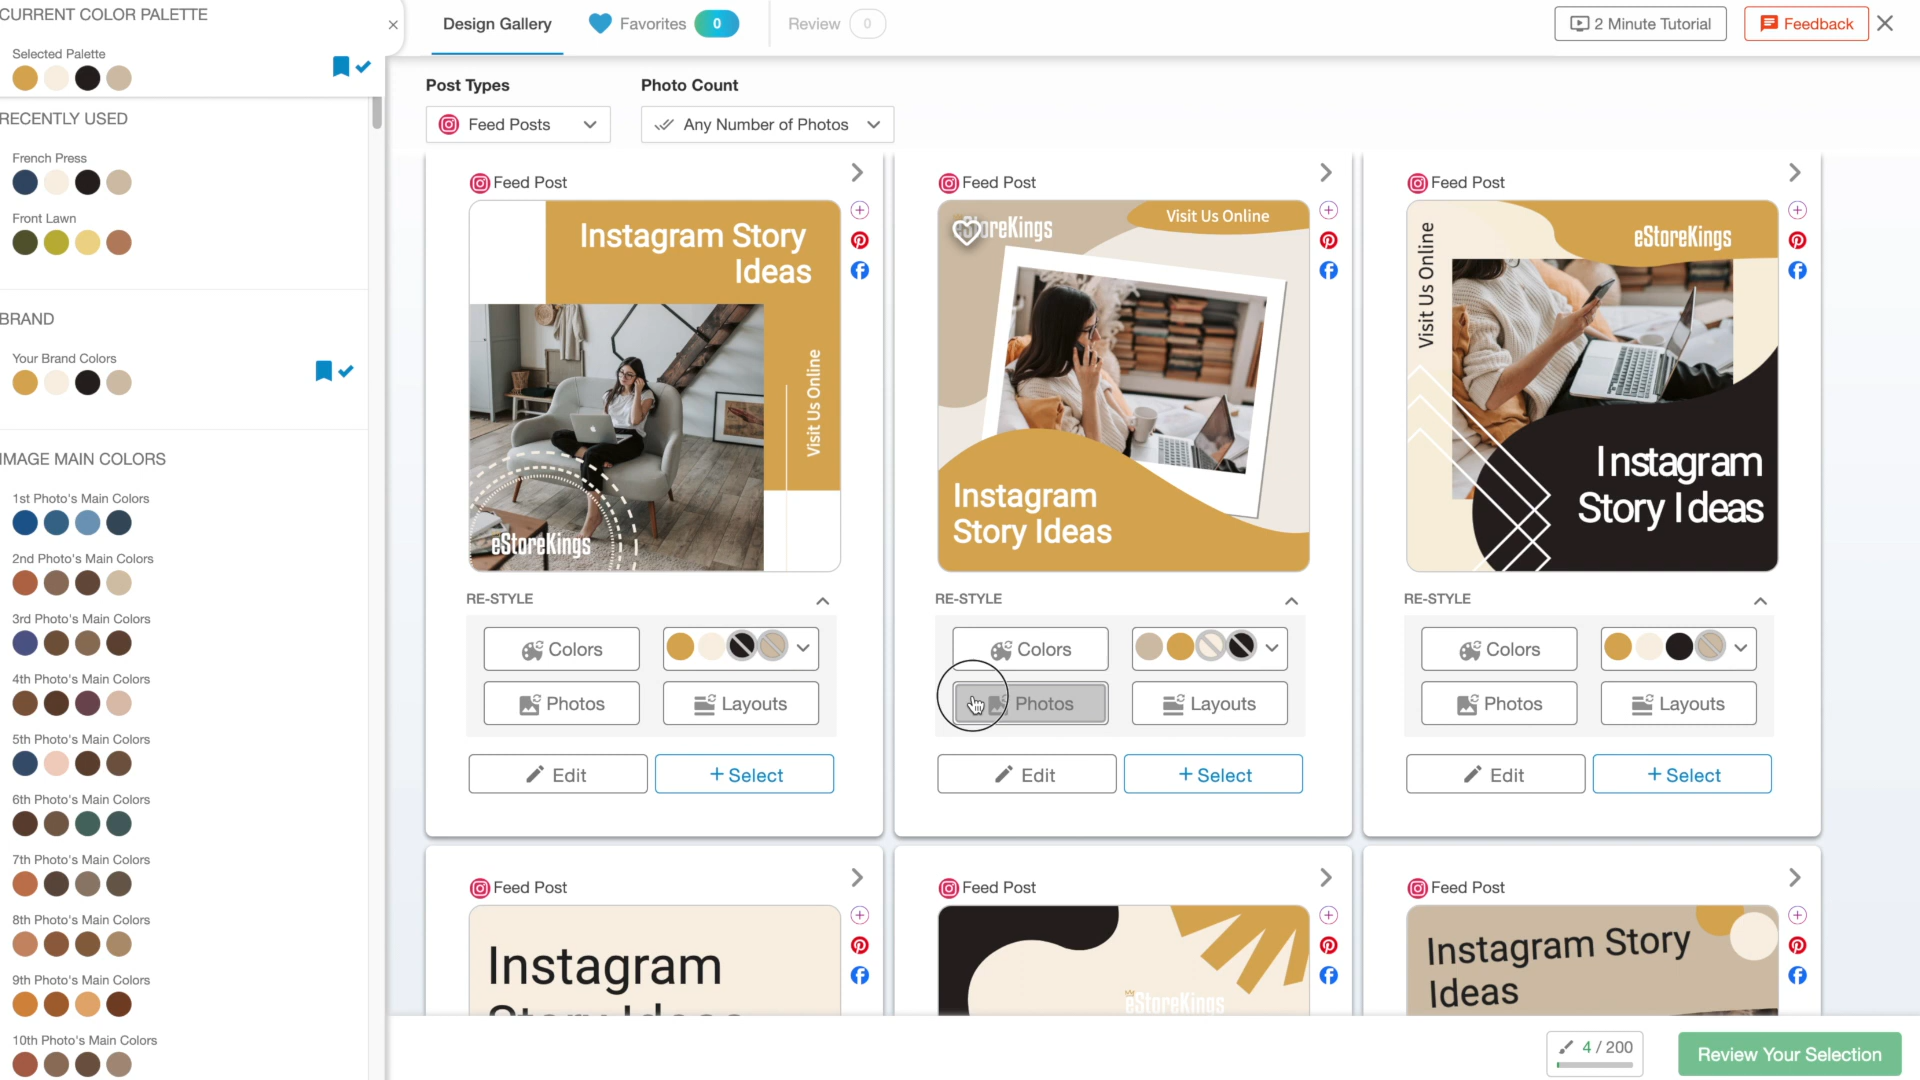 CURRENT COLOR PALETTE
Selected Palette
RECENTLY USED
French Press
Front Lawn
BRAND
Your Brand Colors
IMAGE MAIN COLORS
1st Photo's Main Colors
2nd Photo's Main Colors
3rd Photo's Main Colors
4th Photo's Main Colors
5th Photo's Main Colors
6th Photo's Main Colors
7th Photo's Main Colors
8th Photo's Main Colors
9th Photo's Main Colors
10th Photo's Main Colors
Design Gallery
Favorites 0
Review 0
2 Minute Tutorial
Feedback
Post Types
Photo Count
Feed Posts
Any Number of Photos
Feed Post
Instagram Story
Ideas
Visit Us Online
eStoreKings
RE-STYLE
Colors
Photos
Layouts
Edit
+ Select
Feed Post
oreKings
Visit Us Online
Instagram
Story Ideas
RE-STYLE
Colors
Photos
Layouts
Edit
+ Select
Feed Post
Visit Us Online
eStoreKings
Instagram
Story Ideas
RE-STYLE
Colors
Photos
Layouts
Edit
+ Select
Feed Post
Instagram
Story Ideas
Feed Post
eStoreKings
Feed Post
Instagram Story
Ideas
4 / 200
Review Your Selection